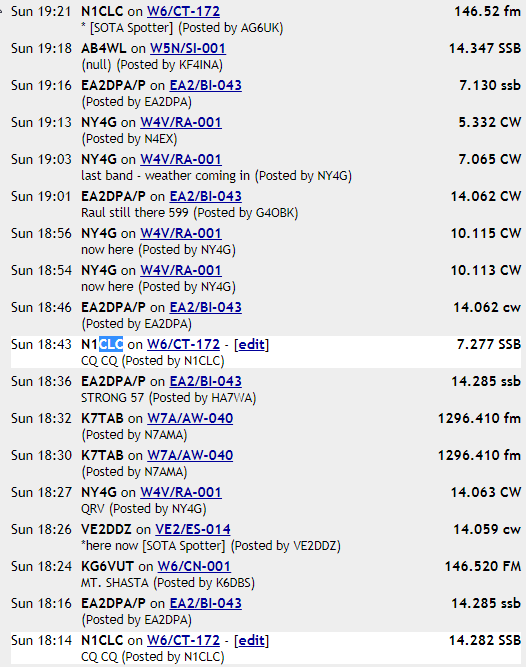 Sun 19:21 N1CLC on W6/CT-172 146.52 fm
* [SOTA Spotter] (Posted by AG6UK)
Sun 19:18 AB4WL on W5N/SI-001 14.347 SSB
(null) (Posted by KF4INA)
Sun 19:16 EA2DPA/P on EA2/BI-043 7.130 ssb
(Posted by EA2DPA)
Sun 19:13 NY4G on W4V/RA-001 5.332 CW
(Posted by N4EX)
Sun 19:03 NY4G on W4V/RA-001 7.065 CW
last band - weather coming in (Posted by NY4G)
Sun 19:01 EA2DPA/P on EA2/BI-043 14.062 CW
Raul still there 599 (Posted by G4OBK)
Sun 18:56 NY4G on W4V/RA-001 10.115 CW
now here (Posted by NY4G)
Sun 18:54 NY4G on W4V/RA-001 10.113 CW
now here (Posted by NY4G)
Sun 18:46 EA2DPA/P on EA2/BI-043 14.062 cw
(Posted by EA2DPA)
Sun 18:43 N1CLC on W6/CT-172 - [edit] 7.277 SSB
CQ CQ (Posted by N1CLC)
Sun 18:36 EA2DPA/P on EA2/BI-043 14.285 ssb
STRONG 57 (Posted by HA7WA)
Sun 18:32 K7TAB on W7A/AW-040 1296.410 fm
(Posted by N7AMA)
Sun 18:30 K7TAB on W7A/AW-040 1296.410 fm
(Posted by N7AMA)
Sun 18:27 NY4G on W4V/RA-001 14.063 CW
QRV (Posted by NY4G)
Sun 18:26 VE2DDZ on VE2/ES-014 14.059 cw
*here now [SOTA Spotter] (Posted by VE2DDZ)
Sun 18:24 KG6VUT on W6/CN-001 146.520 FM
MT. SHASTA (Posted by K6DBS)
Sun 18:16 EA2DPA/P on EA2/BI-043 14.285 ssb
(Posted by EA2DPA)
Sun 18:14 N1CLC on W6/CT-172 - [edit] 14.282 SSB
CQ CQ (Posted by N1CLC)